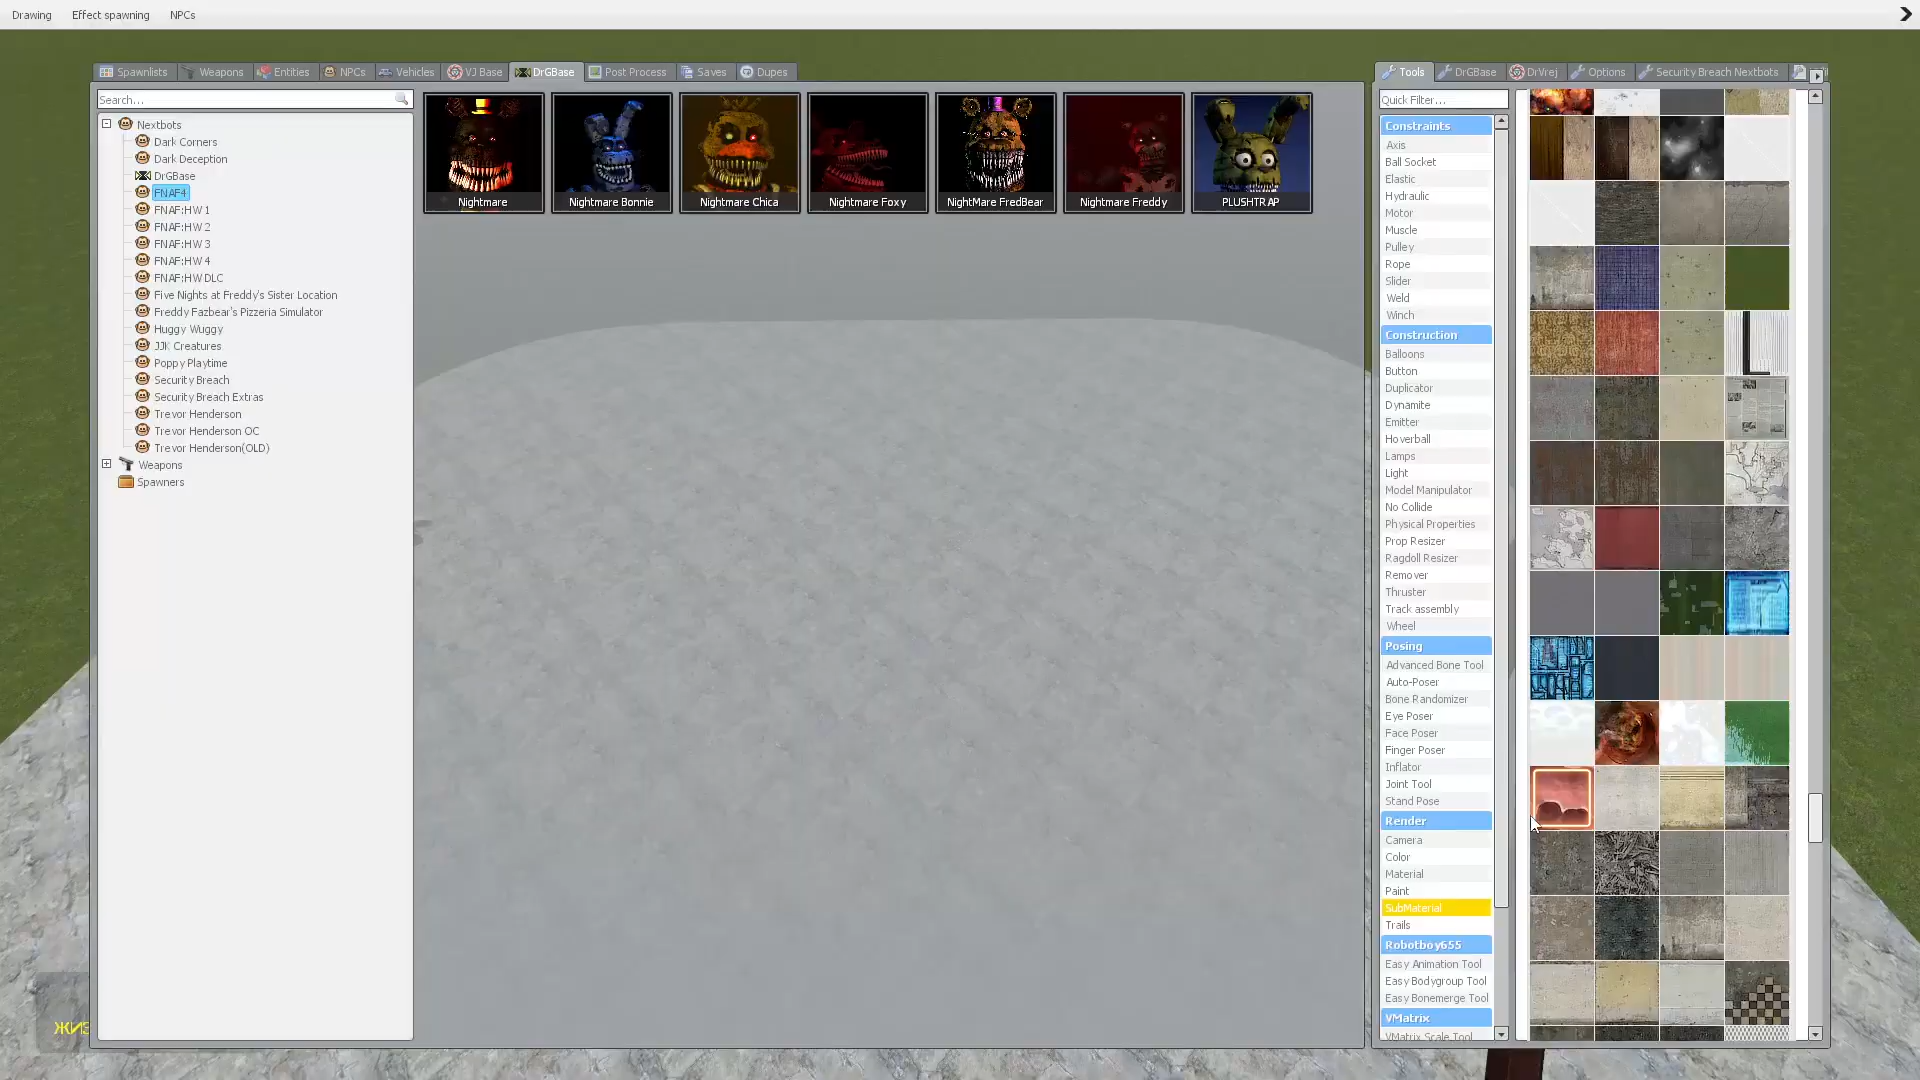 Drawing Effect spawning NPCs
Spawnlists Weapons Entities NPCs Vehicles VJ Base DrGBase Post Process Saves Dupes
Search...
Nextbots
Dark Corners
Dark Deception
DrGBase
FNAF4
FNAF:HW 1
FNAF:HW 2
FNAF:HW 3
FNAF:HW 4
FNAF:HW DLC
Five Nights at Freddy's Sister Location
Freddy Fazbear's Pizzeria Simulator
Huggy Wuggy
JJK Creatures
Poppy Playtime
Security Breach
Security Breach Extras
Trevor Henderson
Trevor Henderson OC
Trevor Henderson(OLD)
Weapons
Spawners
Nightmare Nightmare Bonnie Nightmare Chica Nightmare Foxy NightMare FredBear Nightmare Freddy PLUSHTRAP
Tools DrGBase DrVrej Options Security Breach Nextbots
Quick Filter...
Constraints
Axis
Ball Socket
Elastic
Hydraulic
Motor
Muscle
Pulley
Rope
Slider
Weld
Winch
Construction
Balloons
Button
Duplicator
Dynamite
Emitter
Hoverball
Lamps
Light
Model Manipulator
No Collide
Physical Properties
Prop Resizer
Ragdoll Resizer
Remover
Thruster
Track assembly
Wheel
Posing
Advanced Bone Tool
Auto-Poser
Bone Randomizer
Eye Poser
Face Poser
Finger Poser
Inflator
Joint Tool
Stand Pose
Render
Camera
Color
Material
Paint
SubMaterial
Trails
Robotboy655
Easy Animation Tool
Easy Bodygroup Tool
Easy Bonemerge Tool
VMatrix
VMatrix Scale Tool